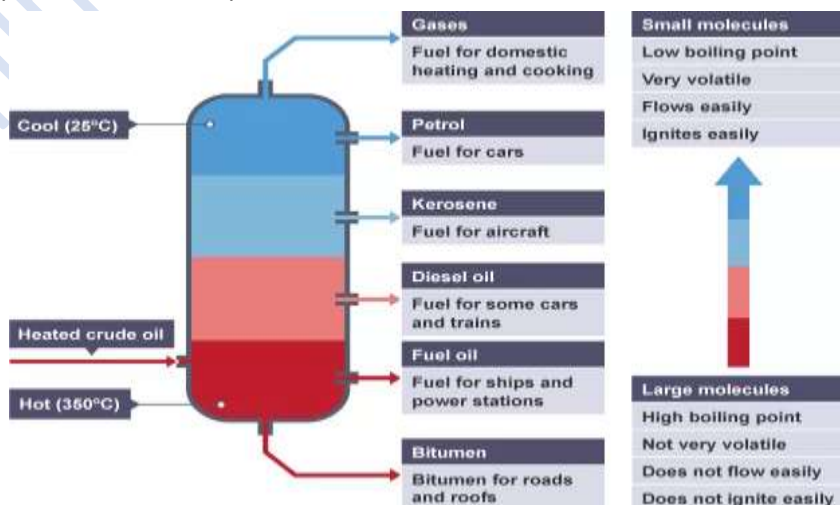 Cool (25°C)
Heated crude oil
Hot (350°C)
Gases
Fuel for domestic
heating and cooking
Petrol
Fuel for cars
Kerosene
Fuel for aircraft
Diesel oil
Fuel for some cars
and trains
Fuel oil
Fuel for ships and
power stations
Bitumen
Bitumen for roads
and roofs
Small molecules
Low boiling point
Very volatile
Flows easily
Ignites easily
Large molecules
High boiling point
Not very volatile
Does not flow easily
Does not ignite easily